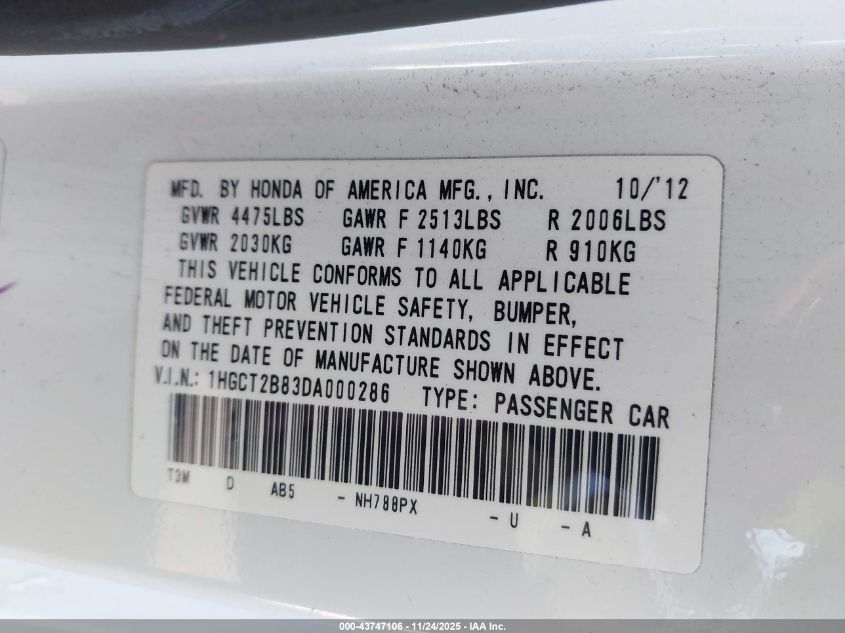 MFD. BY HONDA OF AMERICA MFG., INC. 10/'12
GVWR 4475LBS GAWR F 2513LBS R 2006LBS
GVWR 2030KG GAWR F 1140KG R 910KG
THIS VEHICLE CONFORMS TO ALL APPLICABLE
FEDERAL MOTOR VEHICLE SAFETY, BUMPER,
AND THEFT PREVENTION STANDARDS IN EFFECT
ON THE DATE OF MANUFACTURE SHOWN ABOVE.
V.I.N.: 1HGCT2B83DA000286 TYPE: PASSENGER CAR
T3M D AB5 - NH788PX - U - A
000-43747106 - 11/24/2025 - IAA Inc.